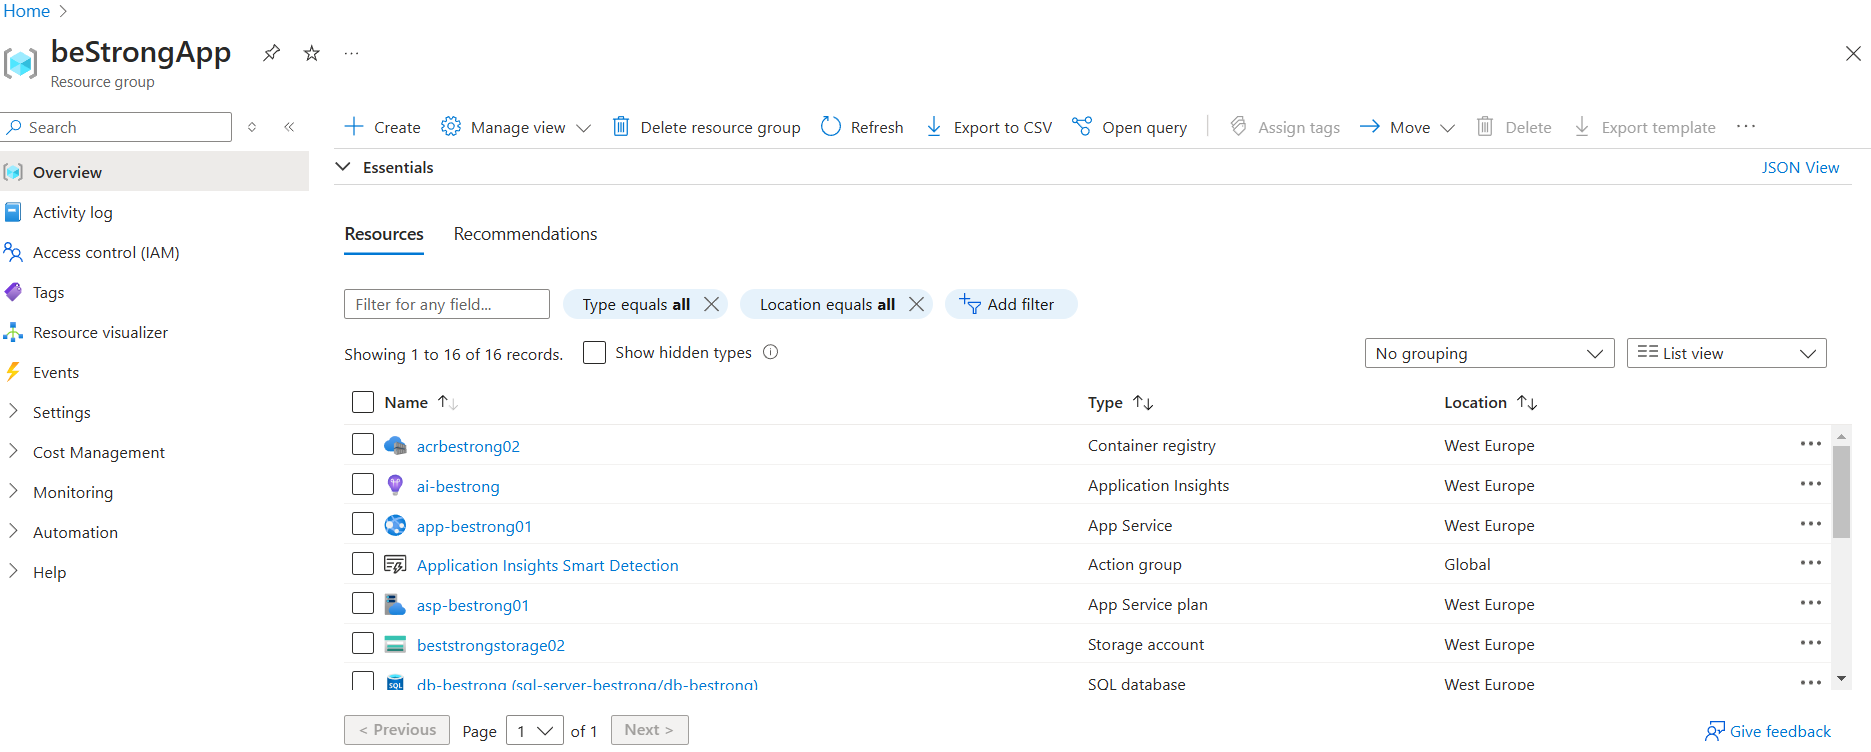 Home
beStrongApp
Resource group
Search
Overview
Activity log
Access control (IAM)
Tags
Resource visualizer
Events
Settings
Cost Management
Monitoring
Automation
Help
Create Manage view Delete resource group Refresh Export to CSV Open query Assign tags Move Delete Export template
Essentials JSON View
Resources Recommendations
Filter for any field... Type equals all Location equals all Add filter
Showing 1 to 16 of 16 records. Show hidden types No grouping List view
Name Type Location
acrbestrong02 Container registry West Europe
ai-bestrong Application Insights West Europe
app-bestrong01 App Service West Europe
Application Insights Smart Detection Action group Global
asp-bestrong01 App Service plan West Europe
beststrongstorage02 Storage account West Europe
SQL db-bestrong (sql-server-bestrong/db-bestrong) SQL database West Europe
< Previous Page 1 of 1 Next > Give feedback